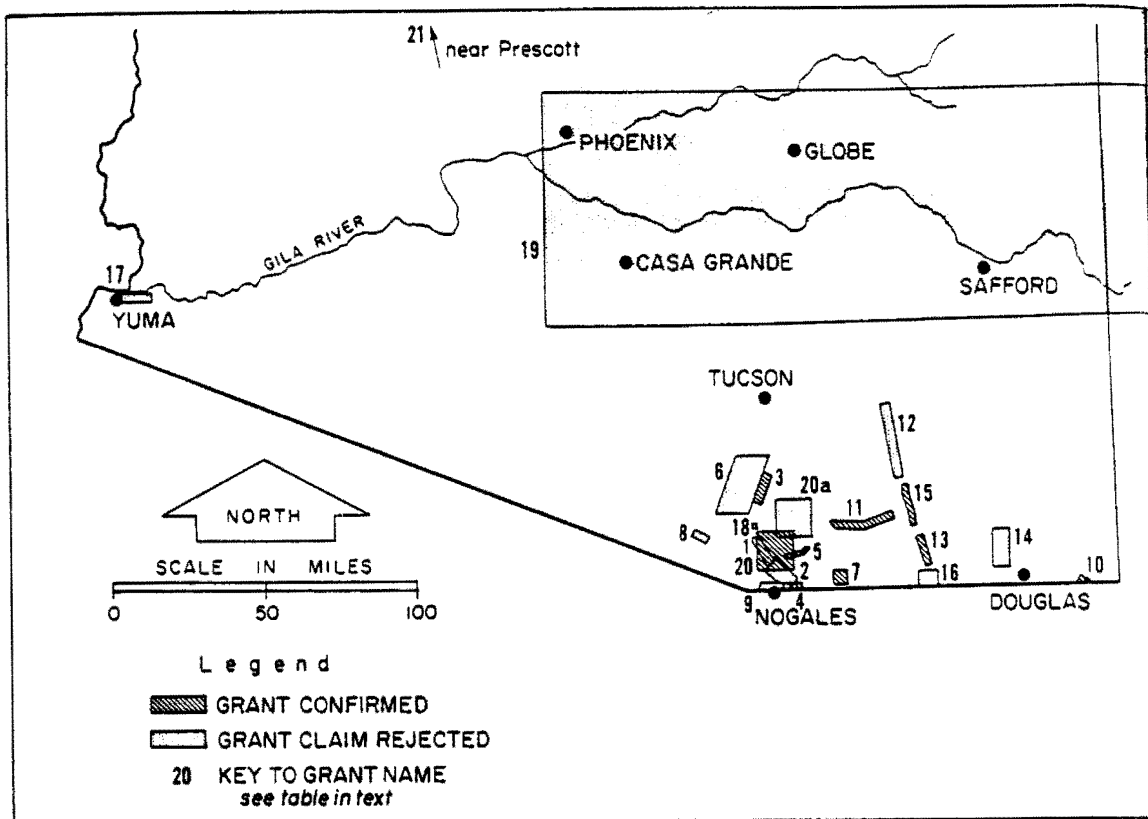 21
near Prescott
PHOENIX
GLOBE
GILA RIVER
19
CASA GRANDE
SAFFORD
17
YUMA
TUCSON
12
6
3
20a
15
11
18
8
1
5
13
14
20
2
7
16
10
9
4
NOGALES
DOUGLAS
NORTH
SCALE IN MILES
0
50
100
Legend
GRANT CONFIRMED
GRANT CLAIM REJECTED
20 KEY TO GRANT NAME
see table in text